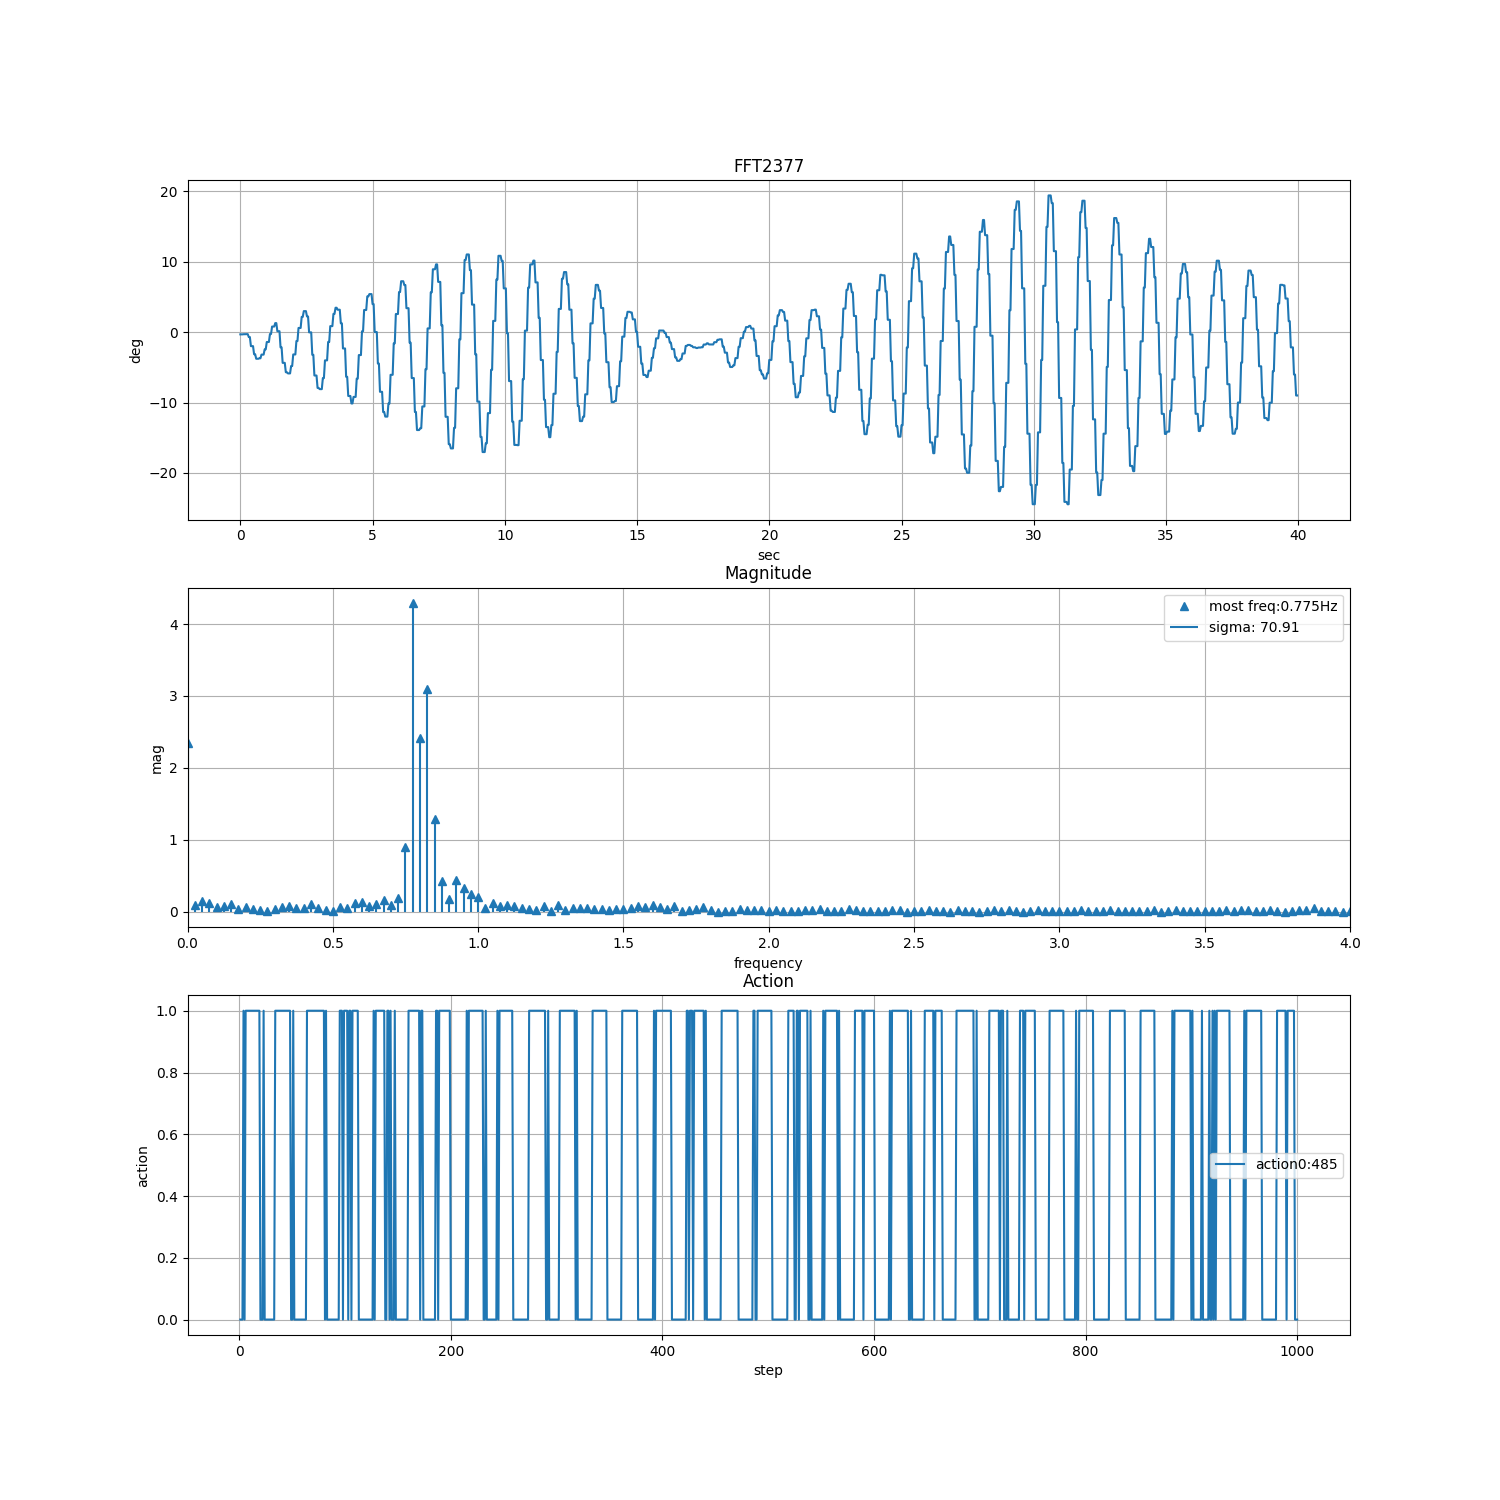 FFT2377
20
10
0
−10
−20
deg
0 5 10 15 20 25 30 35 40
sec
Magnitude
most freq:0.775Hz
sigma: 70.91
4
3
2
1
0
mag
0.0 0.5 1.0 1.5 2.0 2.5 3.0 3.5 4.0
frequency
Action
1.0
0.8
0.6
0.4
0.2
0.0
action
action0:485
0 200 400 600 800 1000
step